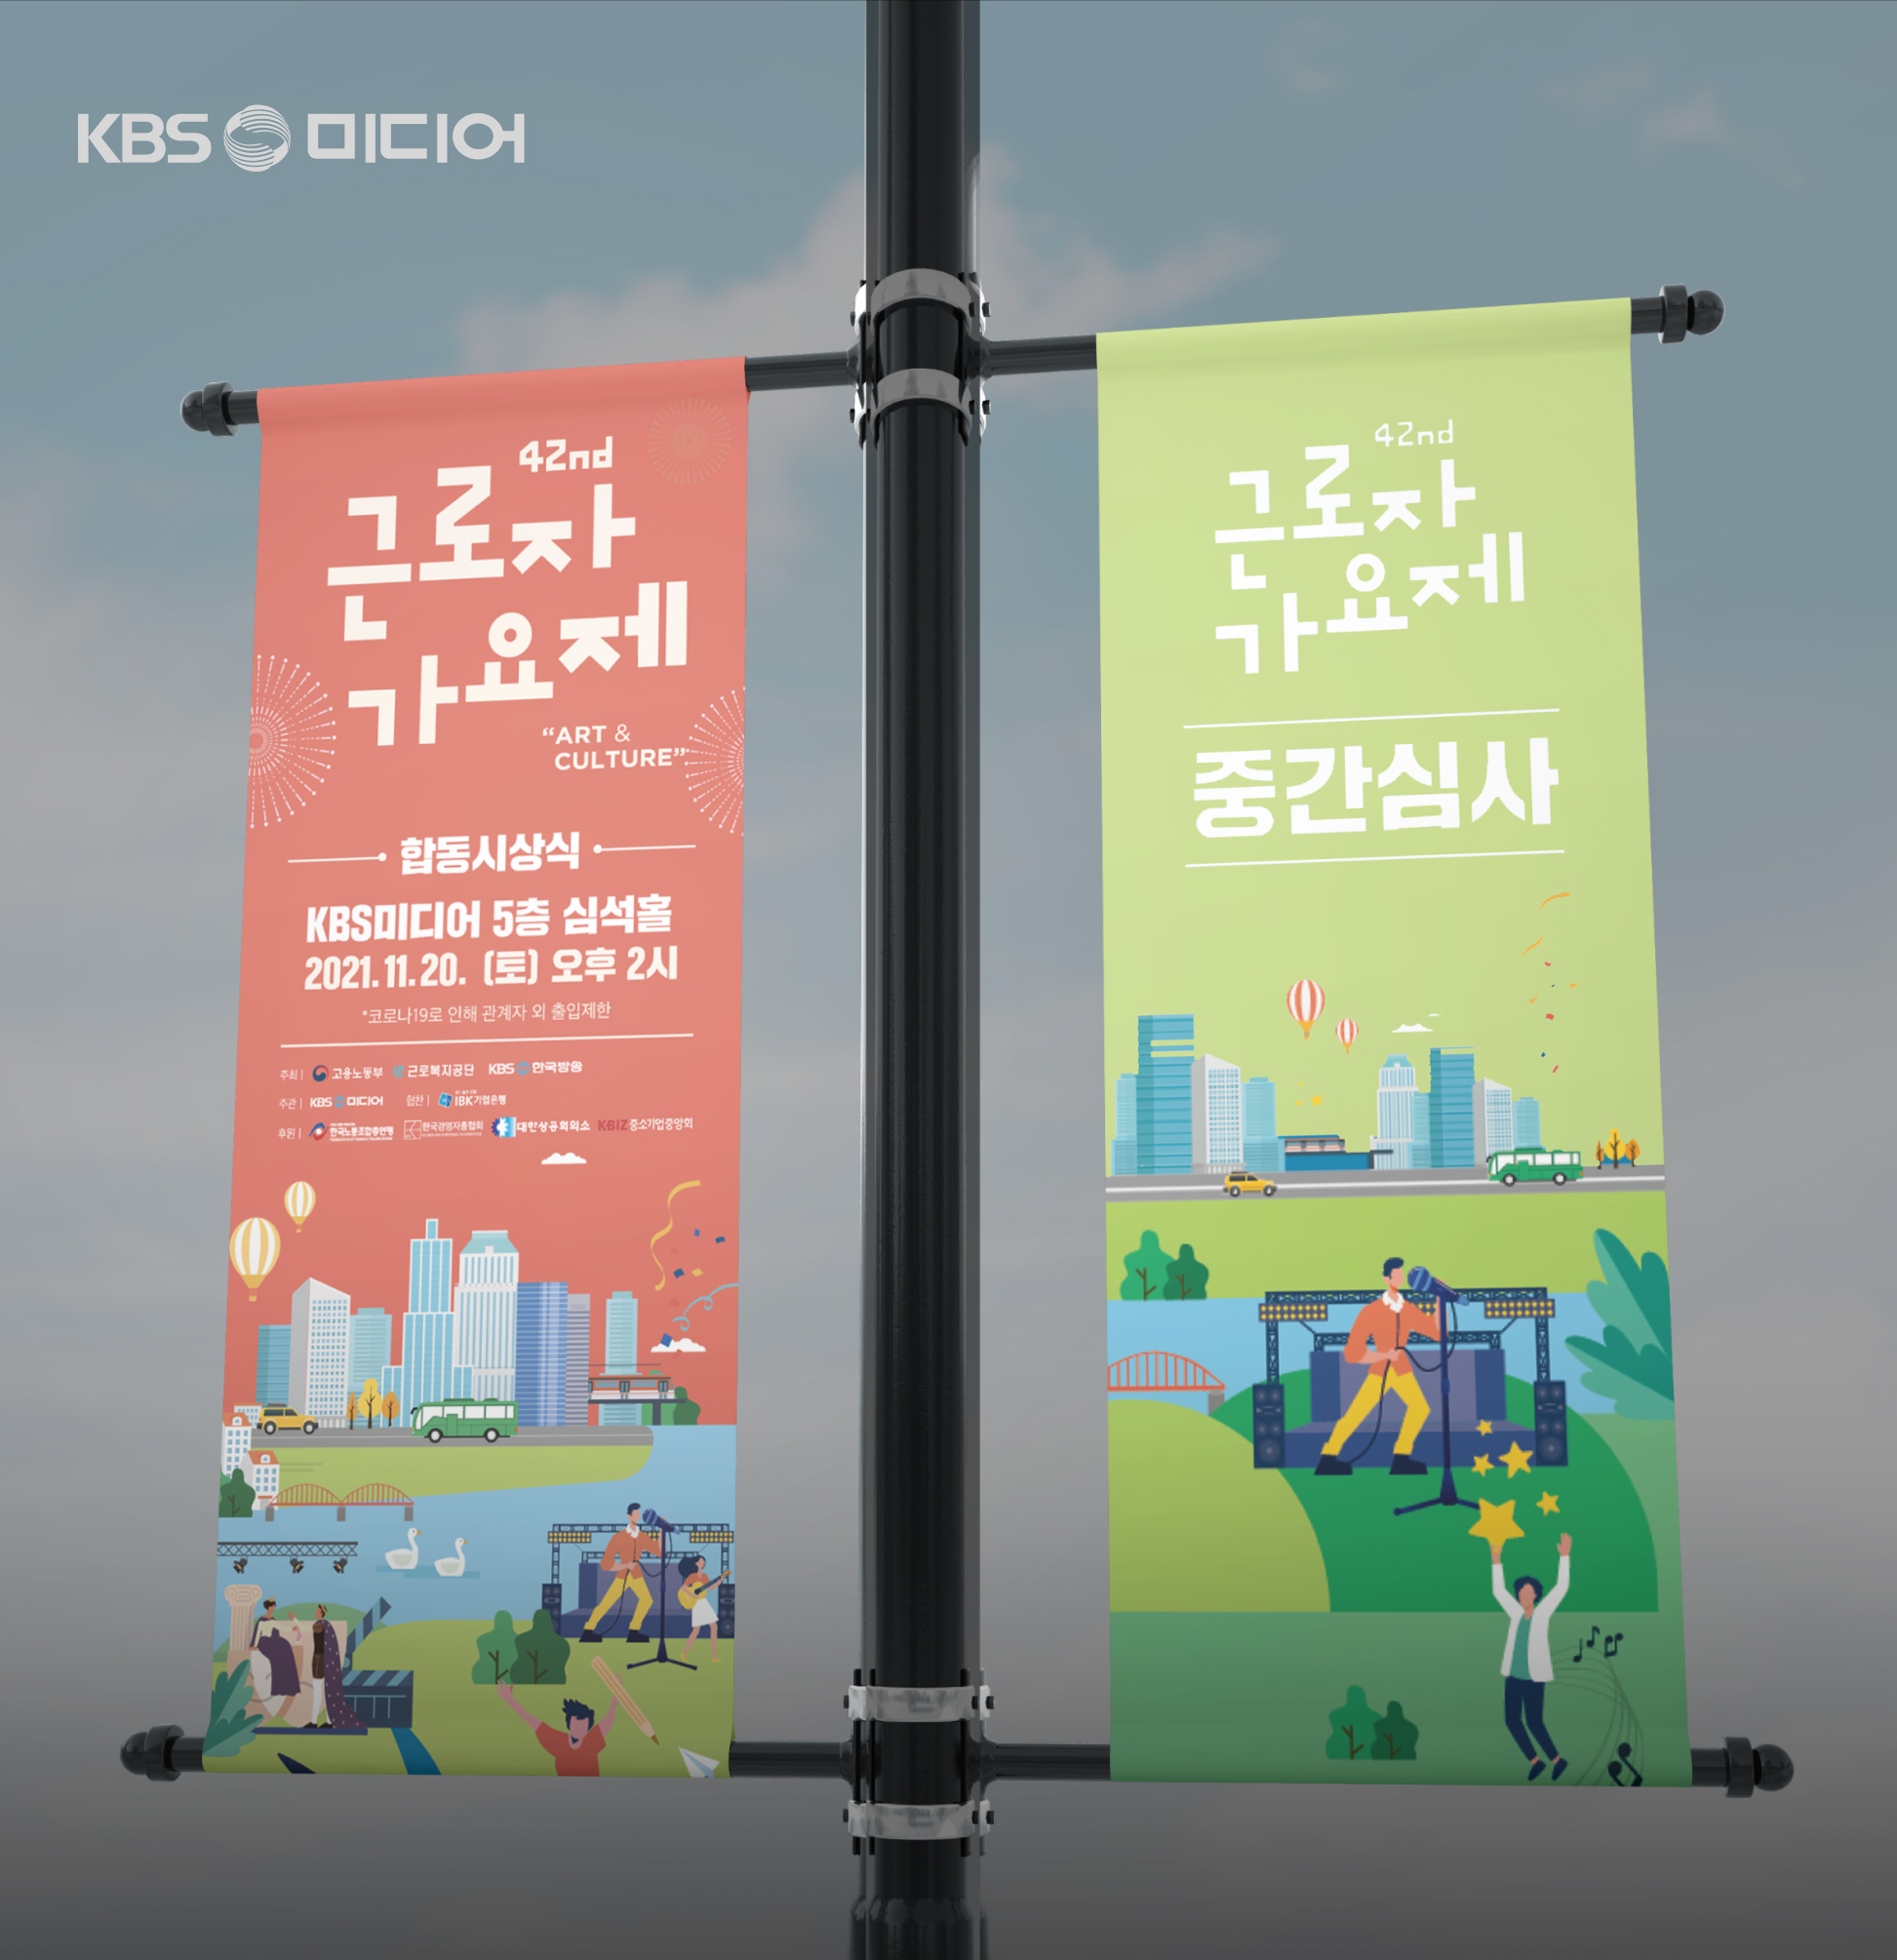 KBS 미디어
42nd
근로자
가요제
"ART &
CULTURE"
합동시상식
KBS미디어 5층 심석홀
2021.11.20. (토) 오후 2시
*코로나19로 인해 관계자 외 출입제한
주최 | 고용노동부 근로복지공단 KBS 한국방송
주관 | KBS 미디어 협찬 | IBK기업은행
후원 | 한국노동조합총연맹 한국경영자총협회 대한상공회의소 K-BIZ 중소기업중앙회
42nd
근로자
가요제
중간심사